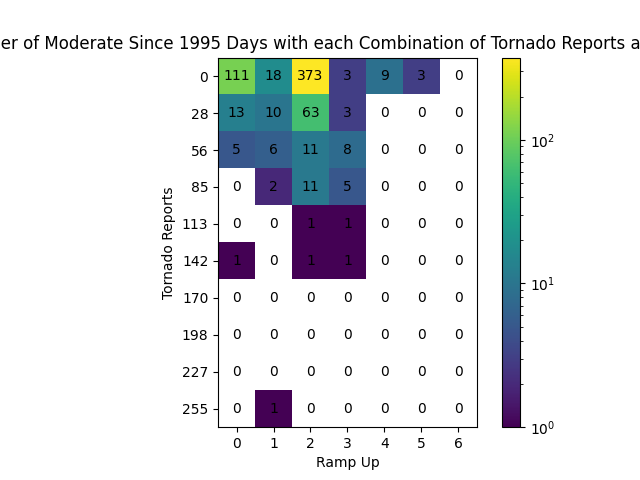 er of Moderate Since 1995 Days with each Combination of Tornado Reports a
0 111 18 373 3 9 3 0
28 13 10 63 3 0 0 0
56 5 6 11 8 0 0 0
85 0 2 11 5 0 0 0
113 0 0 1 1 0 0 0
142 1 0 1 1 0 0 0
170 0 0 0 0 0 0 0
198 0 0 0 0 0 0 0
227 0 0 0 0 0 0 0
255 0 1 0 0 0 0 0
0 1 2 3 4 5 6
Ramp Up
Tornado Reports
10²
10¹
10⁰